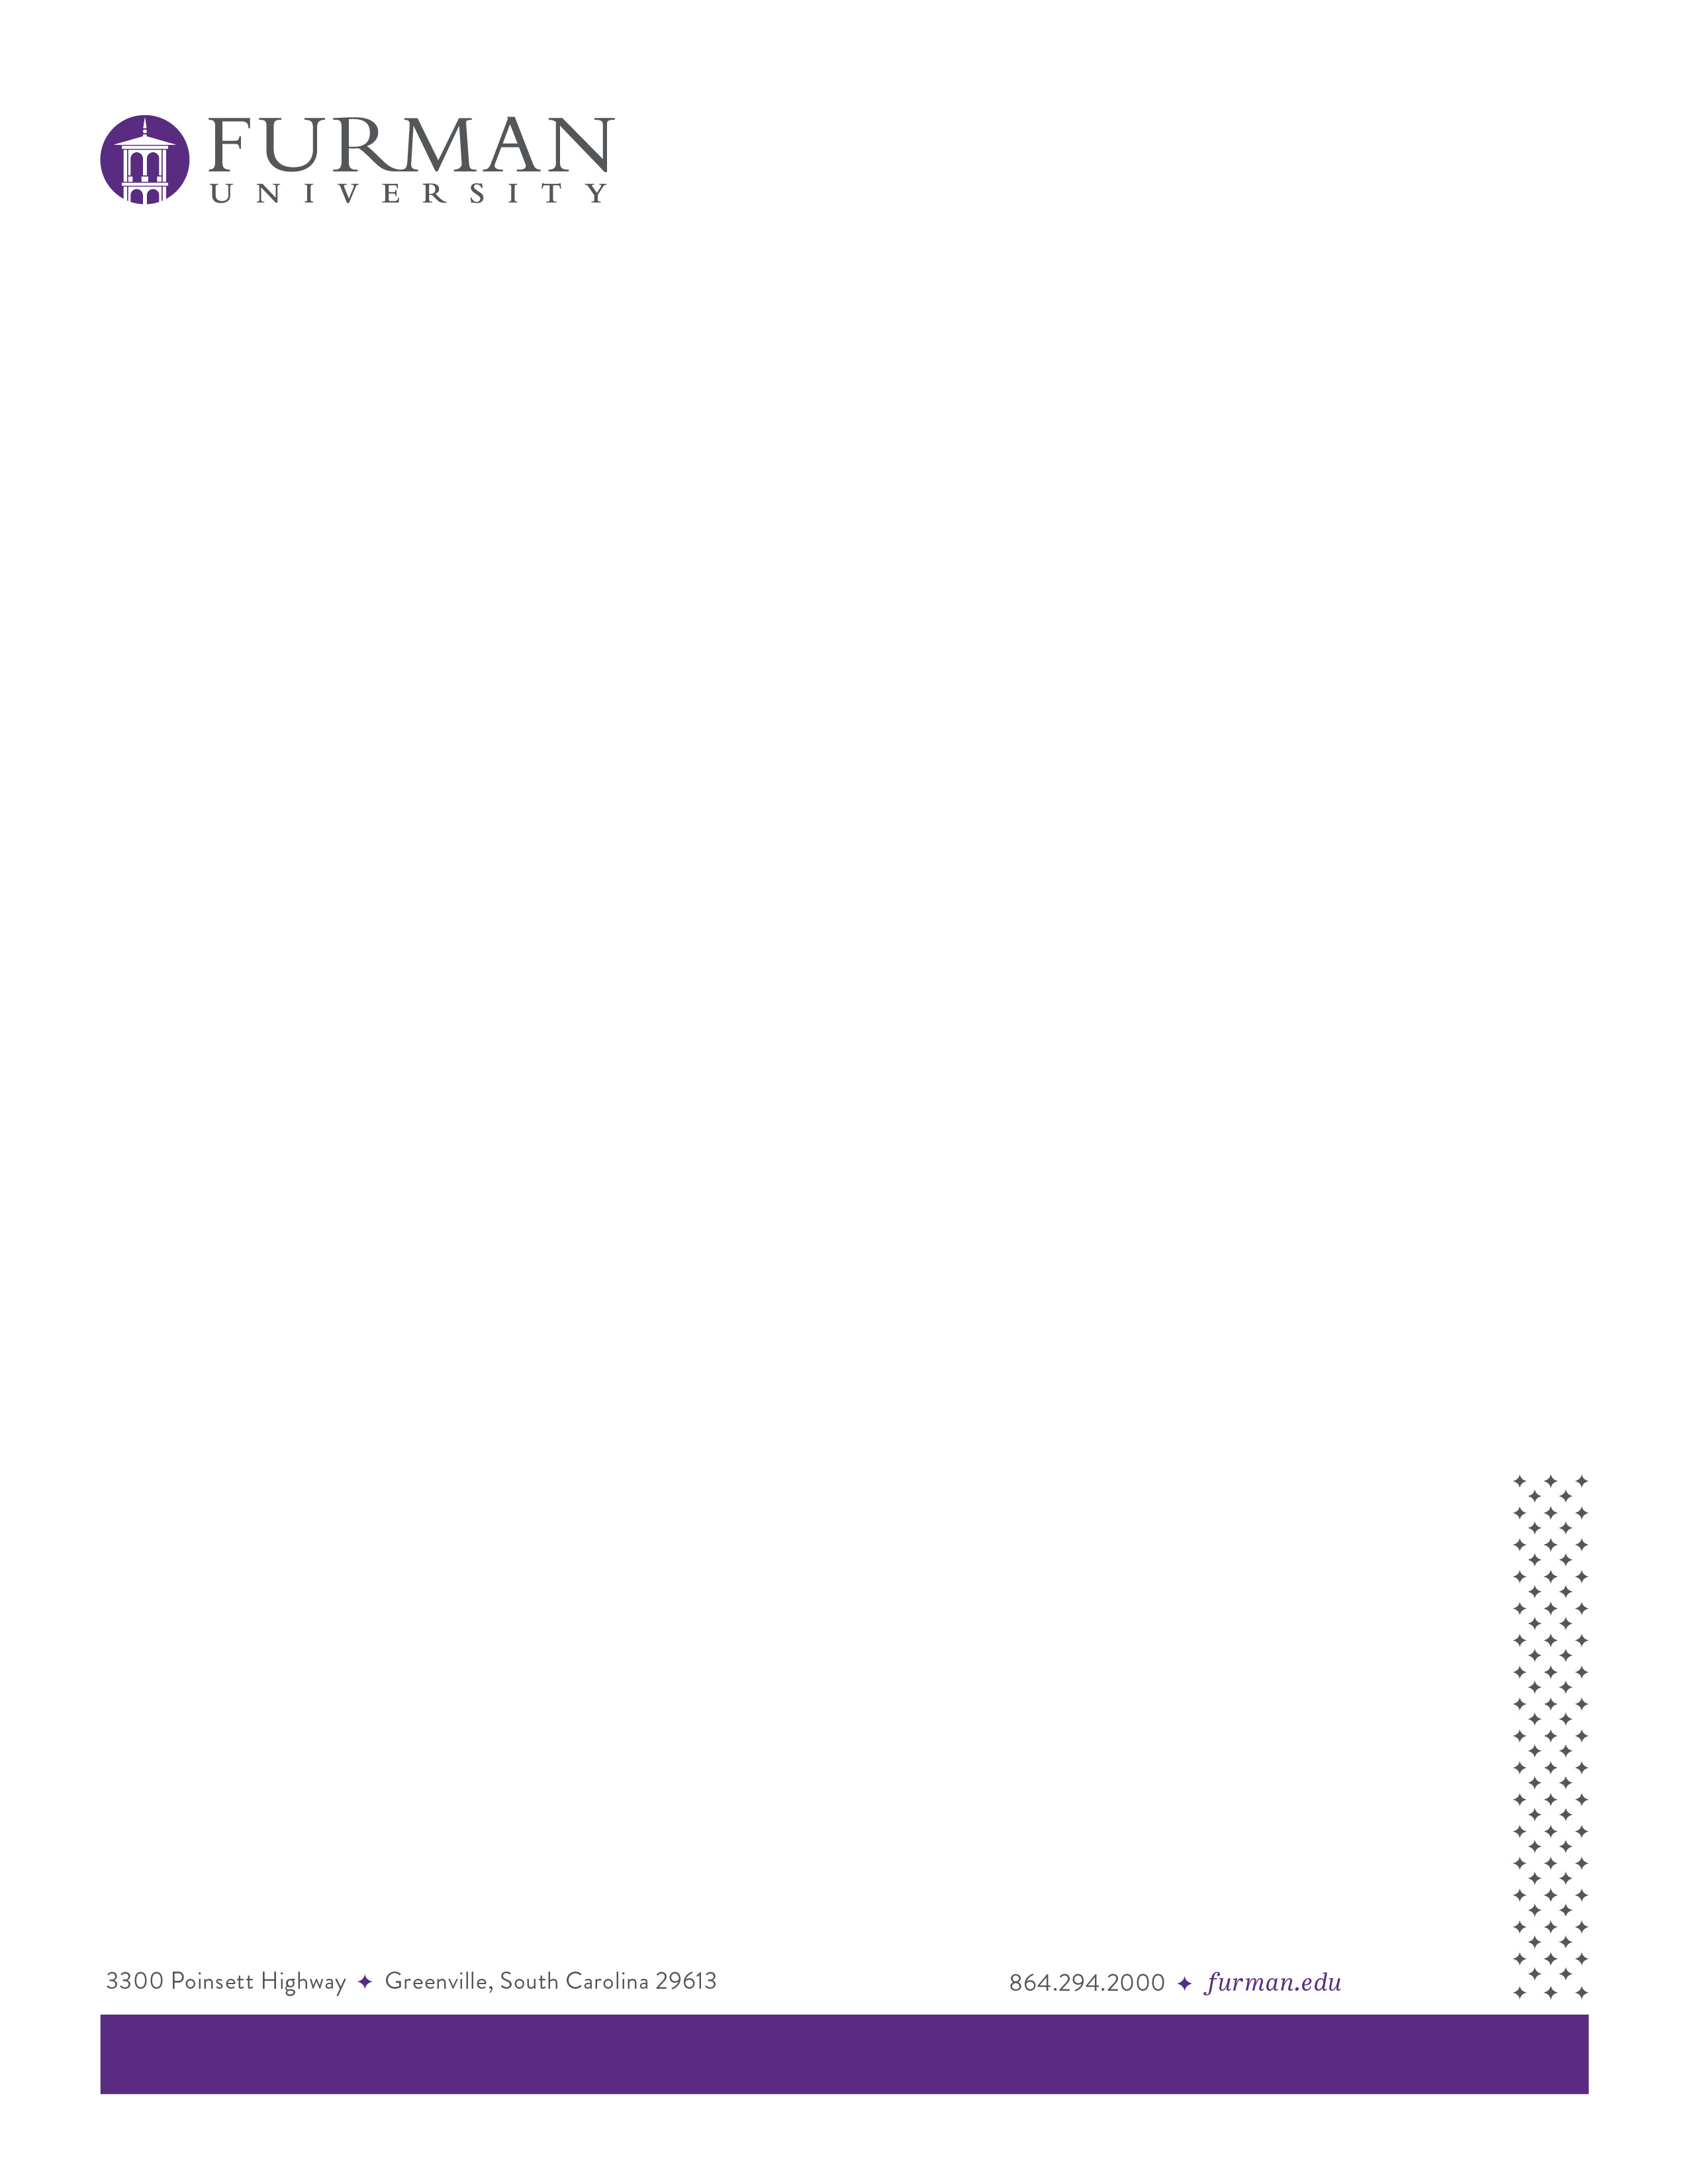 FURMAN
UNIVERSITY
3300 Poinsett Highway ✦ Greenville, South Carolina 29613
864.294.2000 ✦ furman.edu